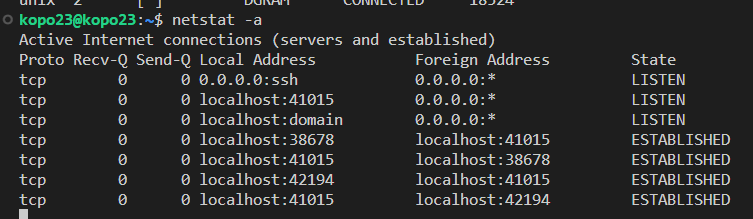 unix 2 [ ] DGRAM CONNECTED 18524
kopo23@kopo23:~$ netstat -a
Active Internet connections (servers and established)
Proto Recv-Q Send-Q Local Address Foreign Address State
tcp 0 0 0.0.0.0:ssh 0.0.0.0:* LISTEN
tcp 0 0 localhost:41015 0.0.0.0:* LISTEN
tcp 0 0 localhost:domain 0.0.0.0:* LISTEN
tcp 0 0 localhost:38678 localhost:41015 ESTABLISHED
tcp 0 0 localhost:41015 localhost:38678 ESTABLISHED
tcp 0 0 localhost:42194 localhost:41015 ESTABLISHED
tcp 0 0 localhost:41015 localhost:42194 ESTABLISHED